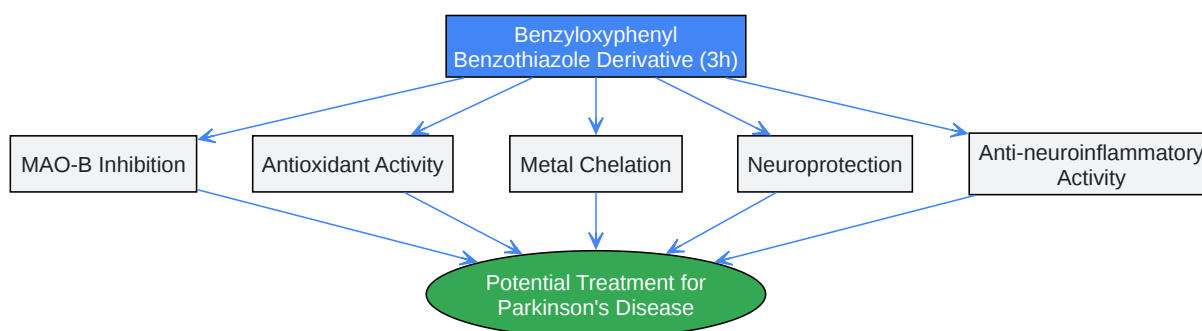 Benzyloxyphenyl
Benzothiazole Derivative (3h)
MAO-B Inhibition
Antioxidant Activity
Metal Chelation
Neuroprotection
Anti-neuroinflammatory
Activity
Potential Treatment for
Parkinson's Disease